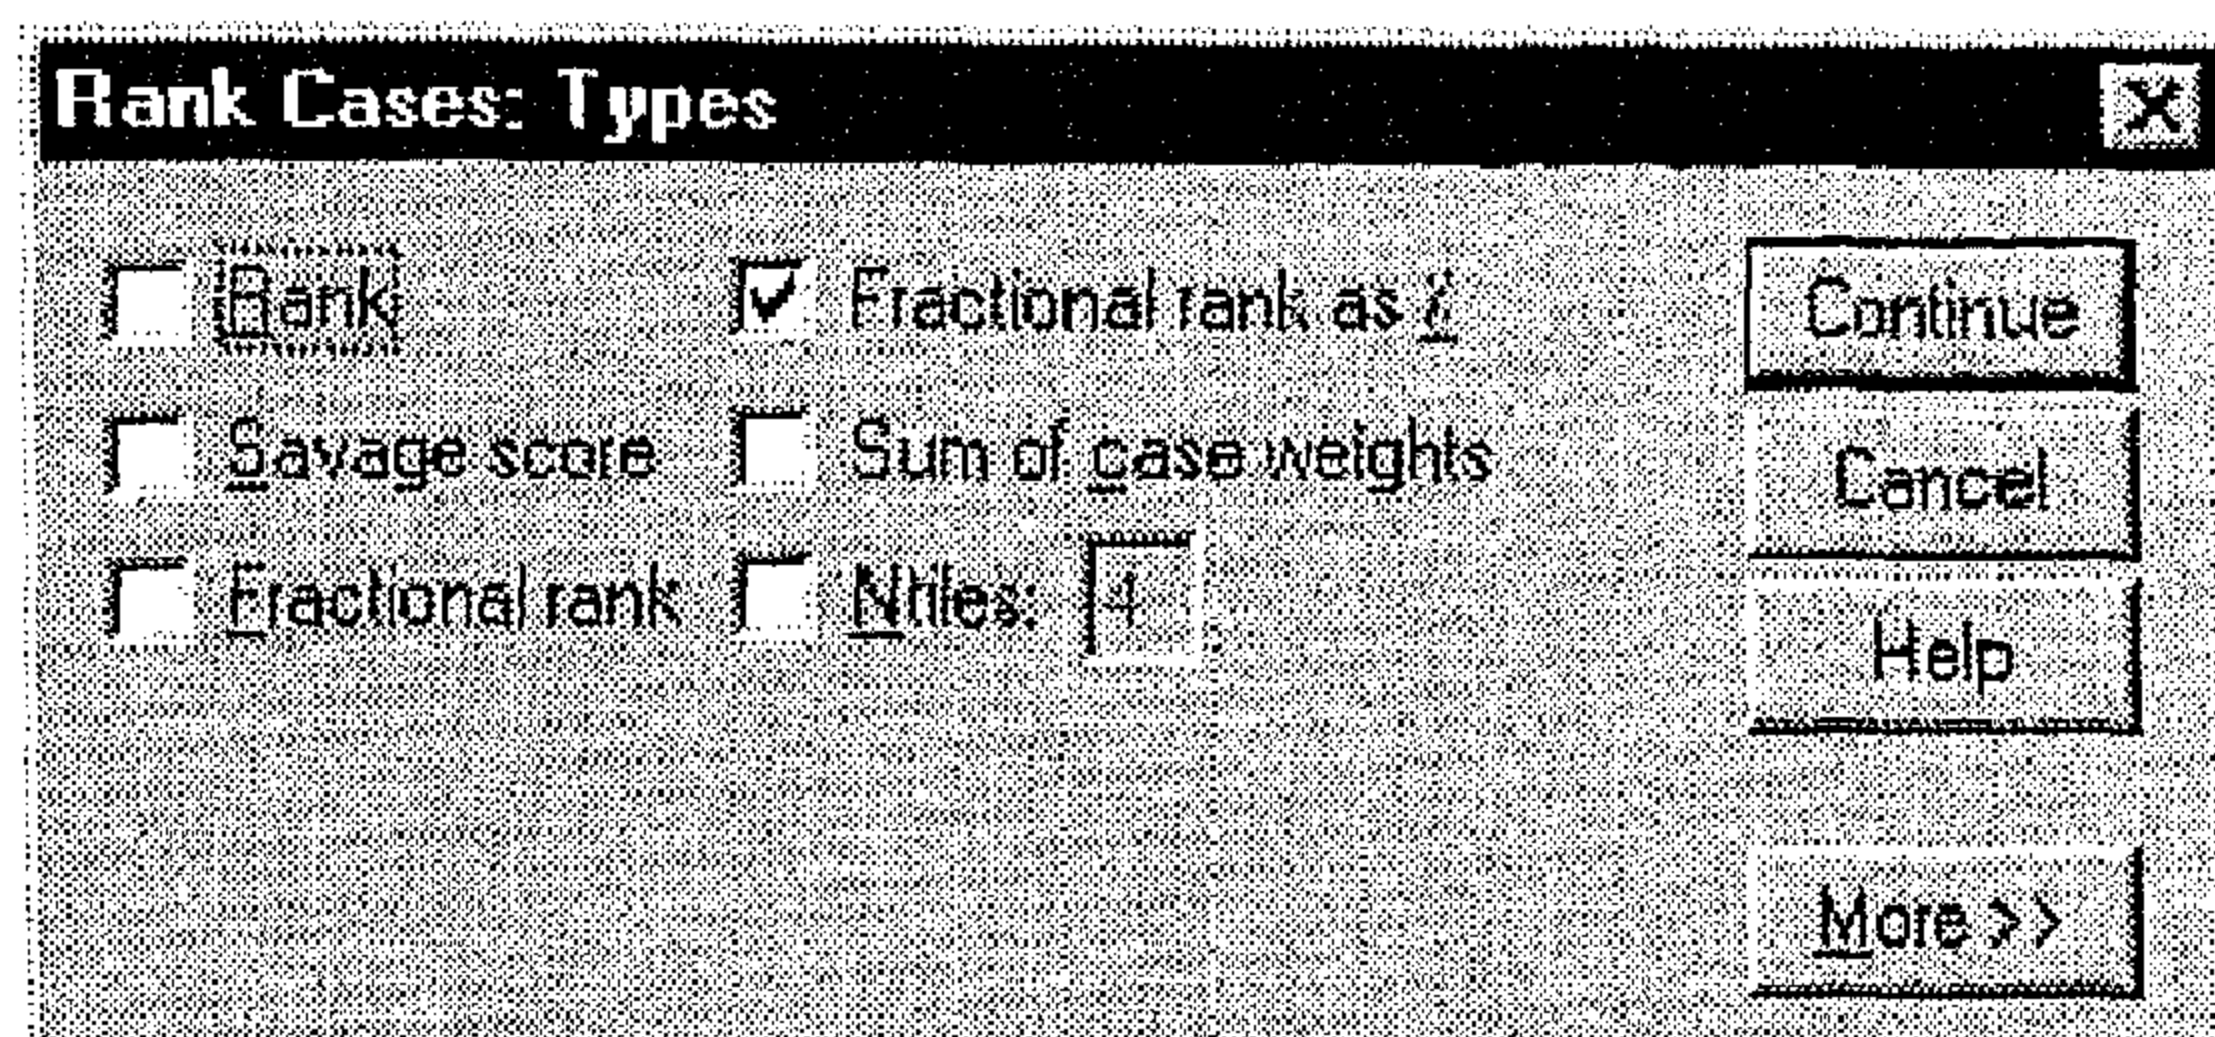 Rank Cases: Types
Rank
Fractional rank as %
Continue
Savage score
Sum of case weights
Cancel
Fractional rank
Ntiles: 4
Help
More >>